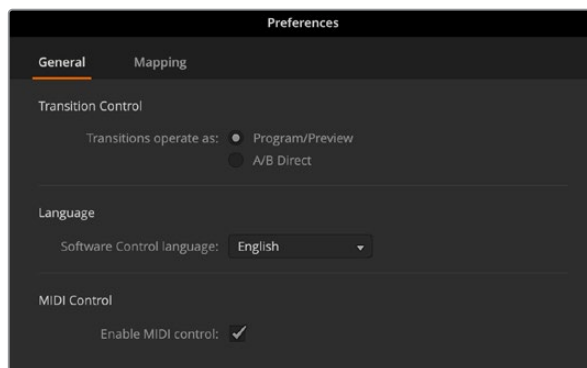 Preferences
General Mapping
Transition Control
Transitions operate as: Program/Preview
A/B Direct
Language
Software Control language: English
MIDI Control
Enable MIDI control: